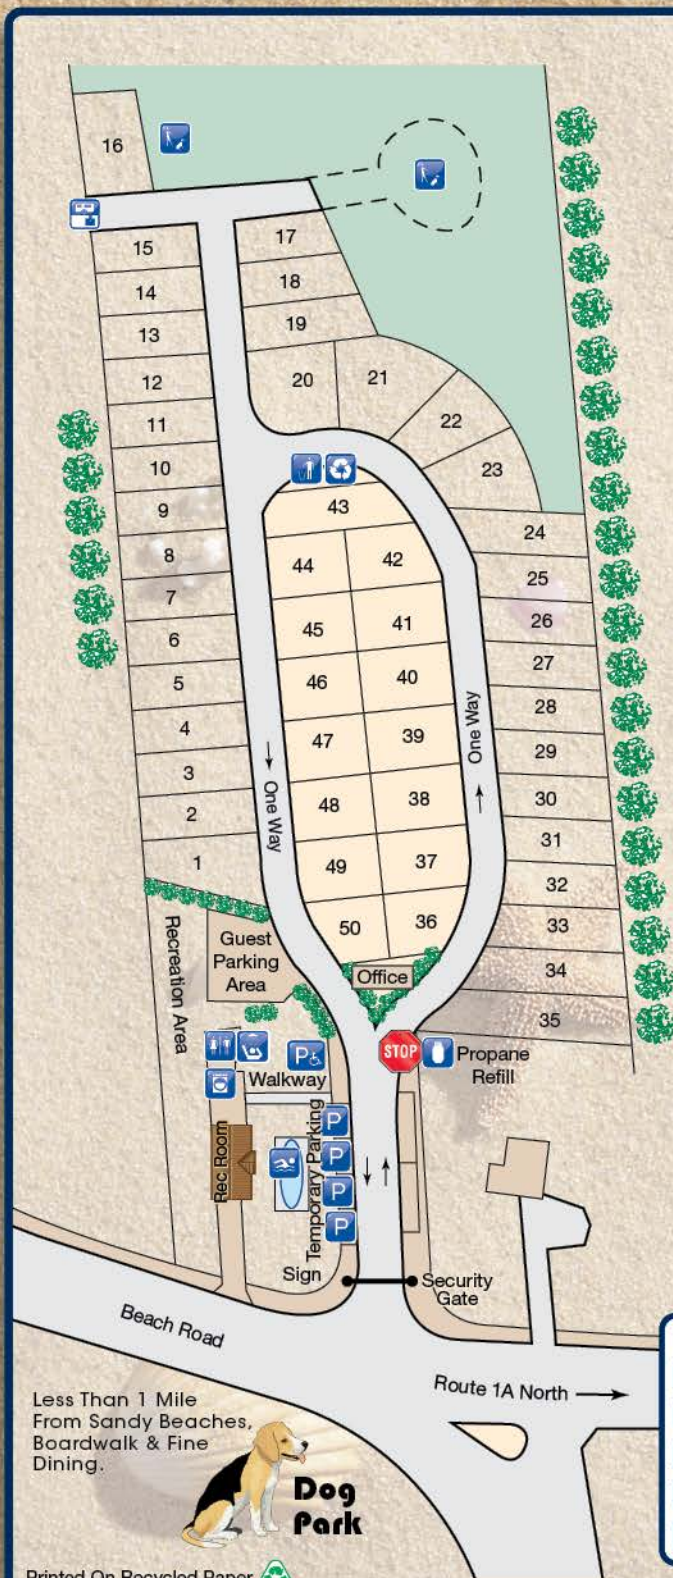 16
15
14
13
12
11
10
9
8
7
6
5
4
3
2
1
17
18
19
20
21
22
23
24
25
26
27
28
29
30
31
32
33
34
35
43
44
42
45
41
46
40
47
39
48
38
49
37
50
36
One Way
One Way
Guest
Parking
Area
Office
Recreation Area
STOP
Propane
Refill
P
Walkway
Rec Room
Temporary Parking
P
P
P
P
Sign
Security
Gate
Beach Road
Route 1A North
Less Than 1 Mile
From Sandy Beaches,
Boardwalk & Fine
Dining.
Dog
Park
Printed On Recycled Paper